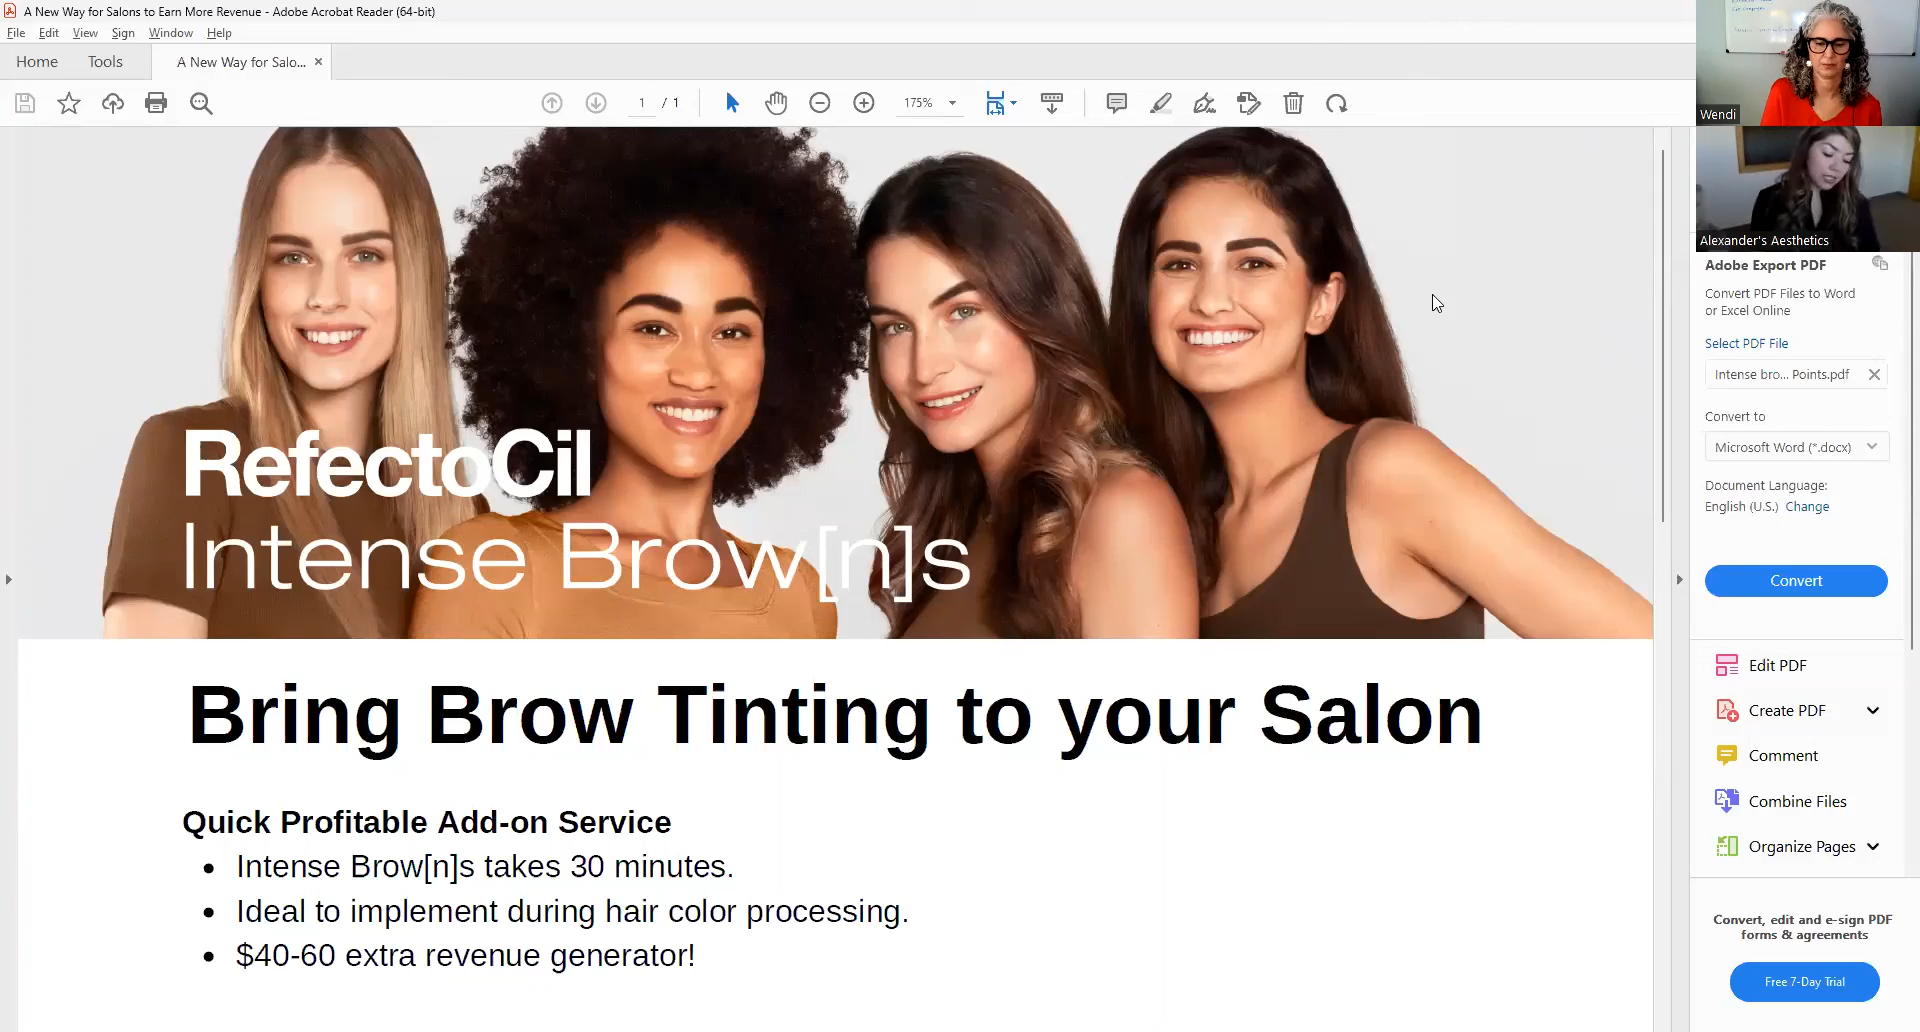 A New Way for Salons to Earn More Revenue - Adobe Acrobat Reader (64-bit)
File Edit View Sign Window Help
Home Tools A New Way for Salo... ×
1 / 1 175%
Wendi
Alexander's Aesthetics
RefectoCil
Intense Brow[n]s
Bring Brow Tinting to your Salon
Quick Profitable Add-on Service
• Intense Brow[n]s takes 30 minutes.
• Ideal to implement during hair color processing.
• $40-60 extra revenue generator!
Adobe Export PDF
Convert PDF Files to Word
or Excel Online
Select PDF File
Intense bro... Points.pdf
Convert to
Microsoft Word (*.docx)
Document Language:
English (U.S.) Change
Convert
Edit PDF
Create PDF
Comment
Combine Files
Organize Pages
Convert, edit and e-sign PDF
forms & agreements
Free 7-Day Trial